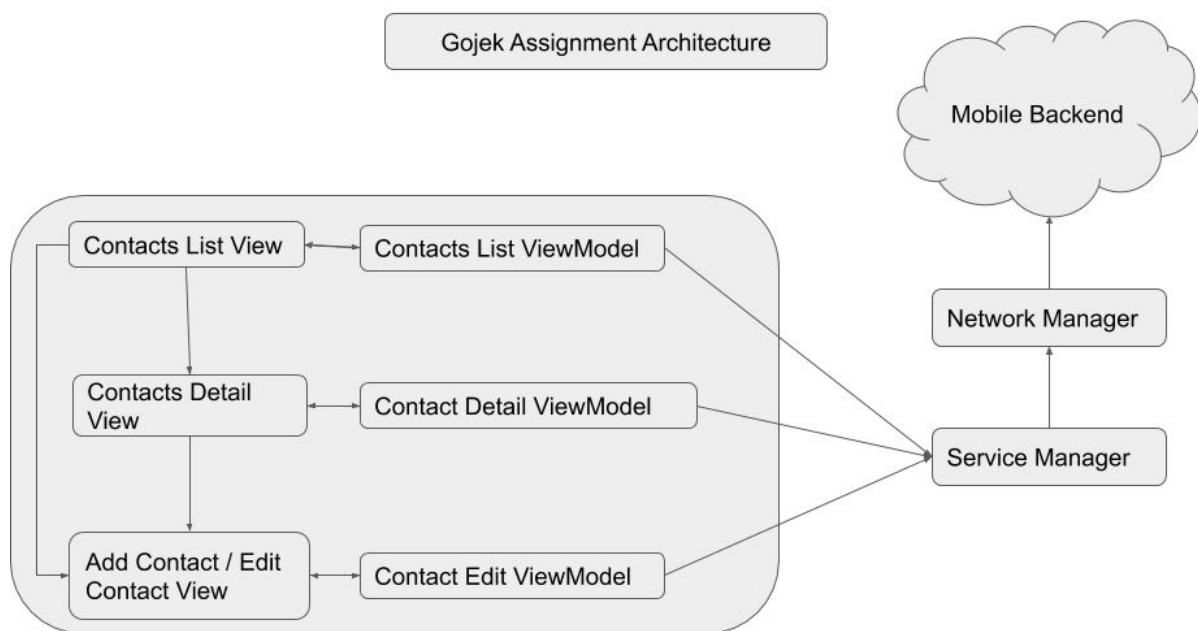 Gojek Assignment Architecture
Mobile Backend
Contacts List View
Contacts List ViewModel
Network Manager
Contacts Detail
View
Contact Detail ViewModel
Service Manager
Add Contact / Edit
Contact View
Contact Edit ViewModel